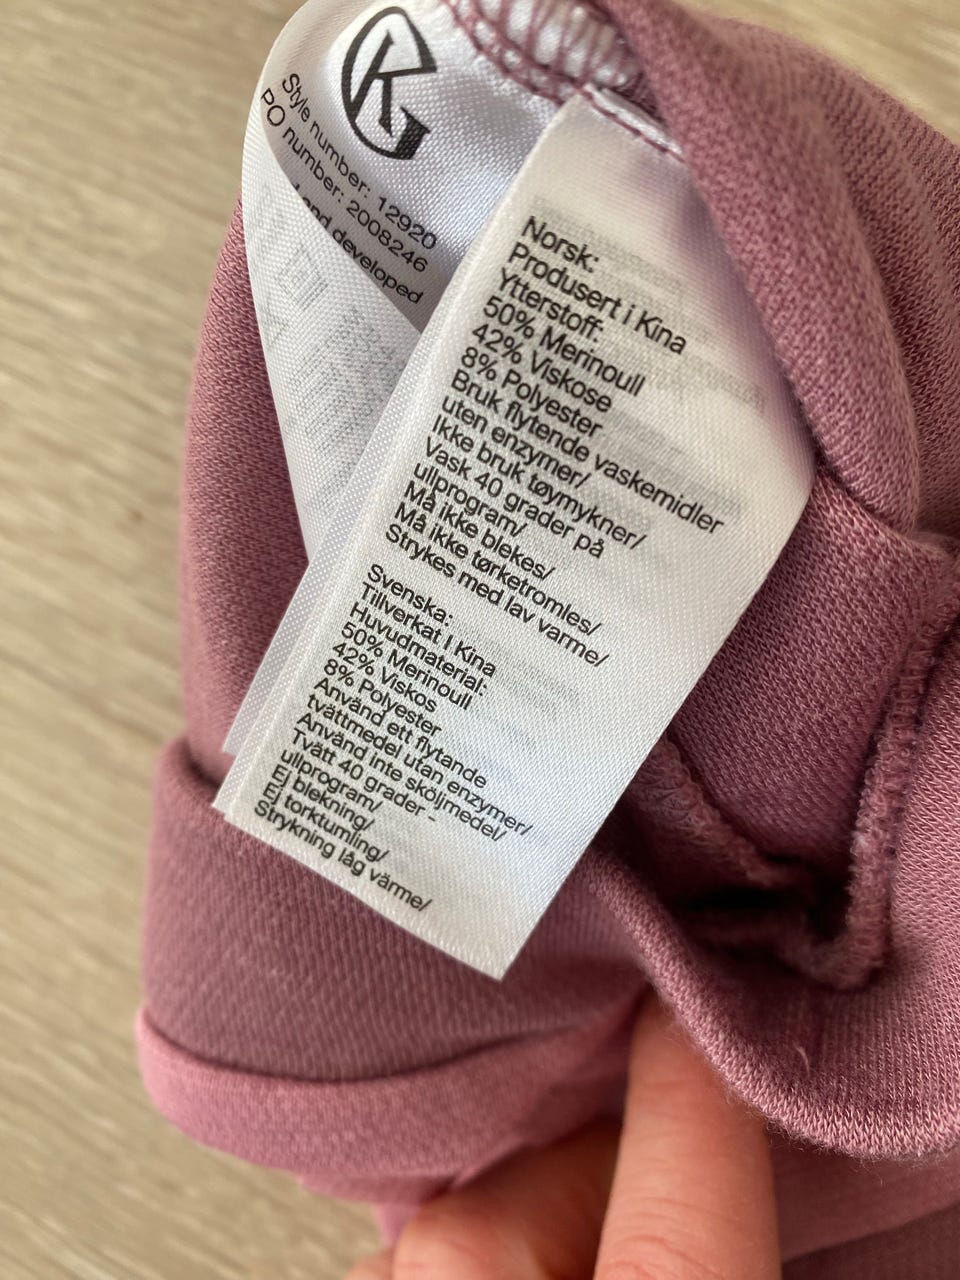 KG
Style number: 12920
PO number: 2008246
and developed
Norsk:
Produsert i Kina
Ytterstoff:
50% Merinoull
42% Viskose
8% Polyester
Bruk flytende vaskemidler
uten enzymer/
Ikke bruk tøymykner/
Vask 40 grader på
ullprogram/
Må ikke blekes/
Må ikke tørketromles/
Strykes med lav varme/
Svenska:
Tillverkat i Kina
Huvudmaterial:
50% Merinoull
42% Viskos
8% Polyester
Använd ett flytande
tvättmedel utan enzymer/
Använd inte sköljmedel/
Tvätt 40 grader -
ullprogram/
Ej blekning/
Ej torktumling/
Strykning låg värme/